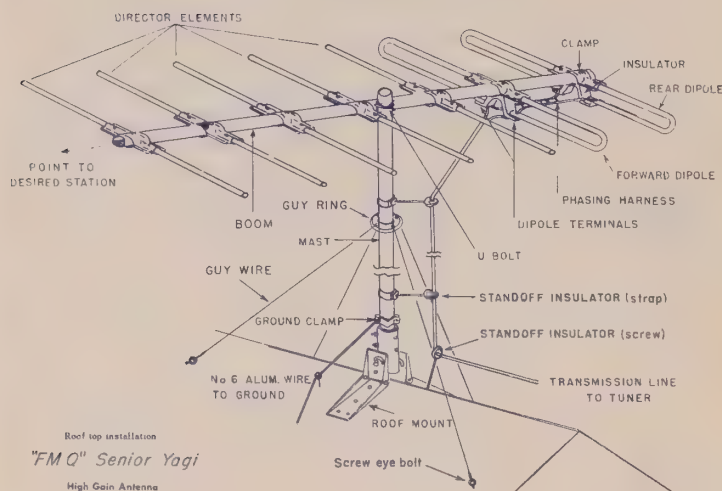 DIRECTOR ELEMENTS
CLAMP
INSULATOR
REAR DIPOLE
POINT TO
DESIRED STATION
FORWARD DIPOLE
PHASING HARNESS
BOOM
GUY RING
DIPOLE TERMINALS
MAST
U BOLT
GUY WIRE
STANDOFF INSULATOR (strap)
GROUND CLAMP
STANDOFF INSULATOR (screw)
No 6 ALUM. WIRE
TO GROUND
TRANSMISSION LINE
TO TUNER
ROOF MOUNT
Roof top installation
"FM Q" Senior Yagi
High Gain Antenna
Screw eye bolt